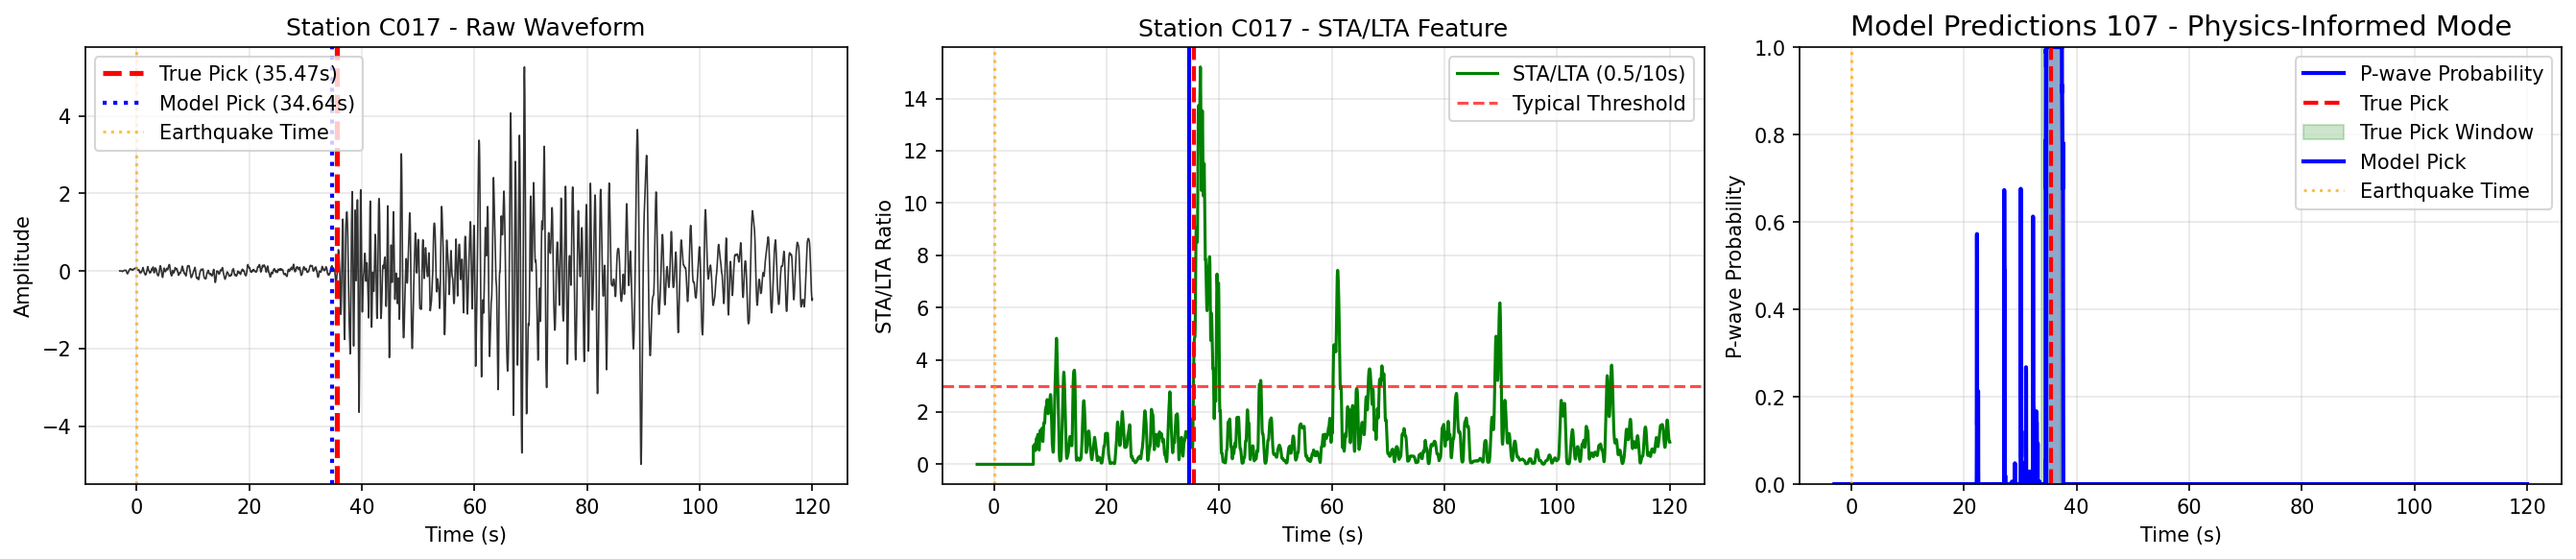 Station C017 - Raw Waveform
True Pick (35.47s)
Model Pick (34.64s)
Earthquake Time
Amplitude
4
2
0
−2
−4
0
20
40
60
80
100
120
Time (s)
Station C017 - STA/LTA Feature
STA/LTA (0.5/10s)
Typical Threshold
STA/LTA Ratio
14
12
10
8
6
4
2
0
0
20
40
60
80
100
120
Time (s)
Model Predictions 107 - Physics-Informed Mode
P-wave Probability
True Pick
True Pick Window
Model Pick
Earthquake Time
P-wave Probability
1.0
0.8
0.6
0.4
0.2
0.0
0
20
40
60
80
100
120
Time (s)